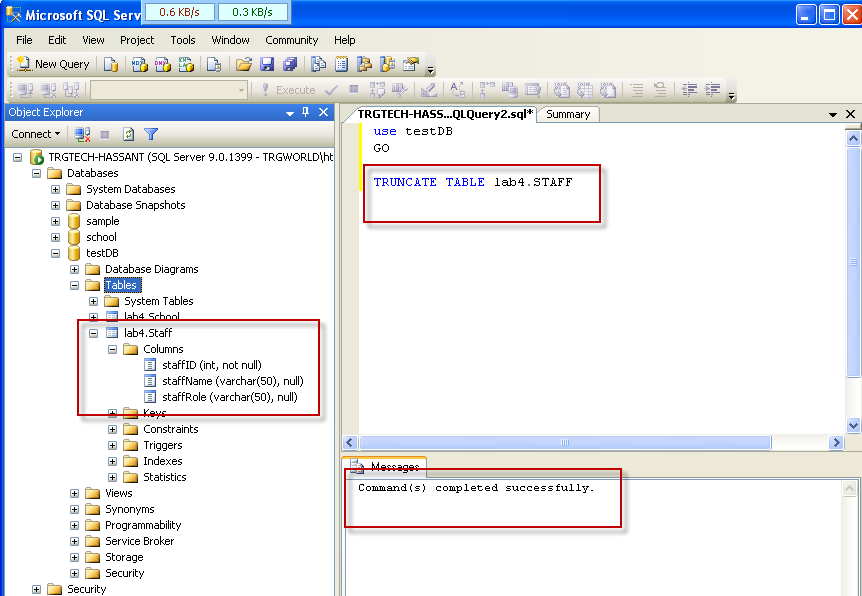 Microsoft SQL Serv
0.6 KB/s
0.3 KB/s
File Edit View Project Tools Window Community Help
New Query
Execute
Object Explorer
Connect
TRGTECH-HASSANT (SQL Server 9.0.1399 - TRGWORLD\ht
Databases
System Databases
Database Snapshots
sample
school
testDB
Database Diagrams
Tables
System Tables
lab4.School
lab4.Staff
Columns
staffID (int, not null)
staffName (varchar(50), null)
staffRole (varchar(50), null)
Keys
Constraints
Triggers
Indexes
Statistics
Views
Synonyms
Programmability
Service Broker
Storage
Security
Security
TRGTECH-HASS...QLQuery2.sql*
Summary
use testDB
GO
TRUNCATE TABLE lab4.STAFF
Messages
Command(s) completed successfully.